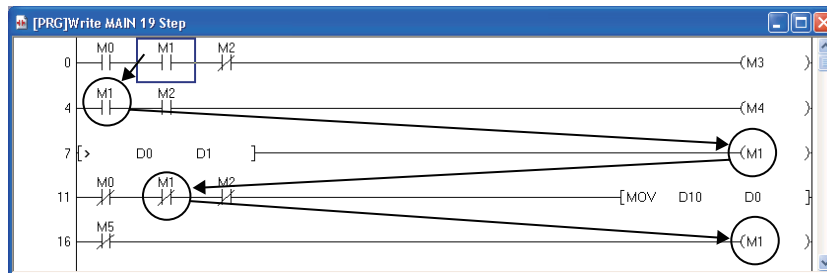 [PRG]Write MAIN 19 Step
M0 M1 M2
0 (M3 )
M1 M2
4 (M4 )
7 [> D0 D1 ] (M1 )
M0 M1 M2
11 [MOV D10 D0 ]
M5
16 (M1 )